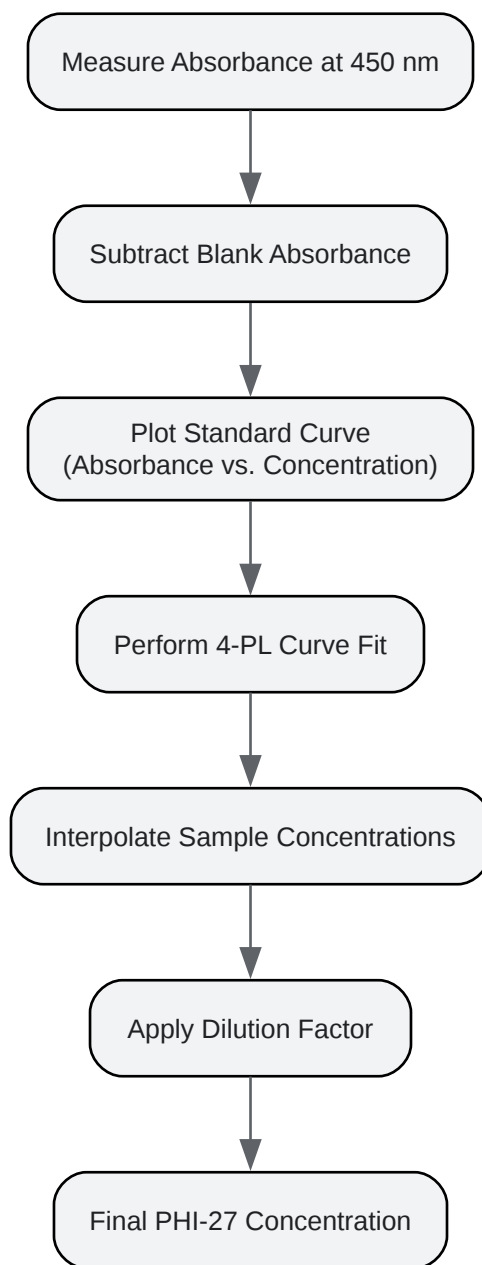 Measure Absorbance at 450 nm
Subtract Blank Absorbance
Plot Standard Curve
(Absorbance vs. Concentration)
Perform 4-PL Curve Fit
Interpolate Sample Concentrations
Apply Dilution Factor
Final PHI-27 Concentration